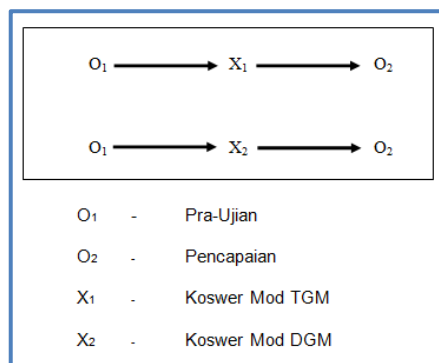 O₁ X₁ O₂
O₁ X₂ O₂
O₁ - Pra-Ujian
O₂ - Pencapaian
X₁ - Koswer Mod TGM
X₂ - Koswer Mod DGM